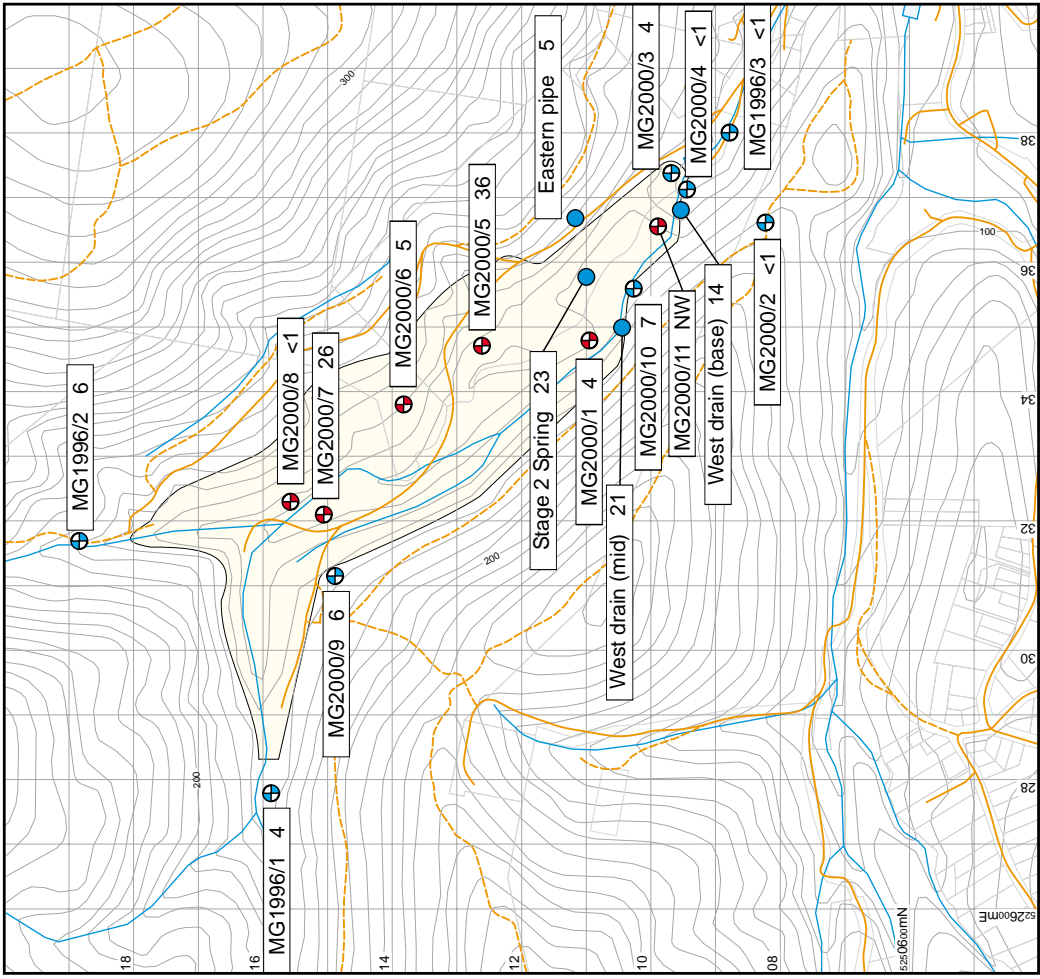 MG1996/2 6
MG2000/8 <1
MG2000/7 26
MG2000/6 5
MG2000/5 36
Eastern pipe 5
MG2000/3 4
MG2000/4 <1
MG1996/3 <1
MG2000/2 <1
West drain (base) 14
MG2000/11 NW
MG2000/10 7
MG2000/1 4
Stage 2 Spring 23
West drain (mid) 21
MG2000/9 6
MG1996/1 4
300
200
200
100
18
16
14
12
10
08
5250600mN
38
36
34
32
30
28
522600mE